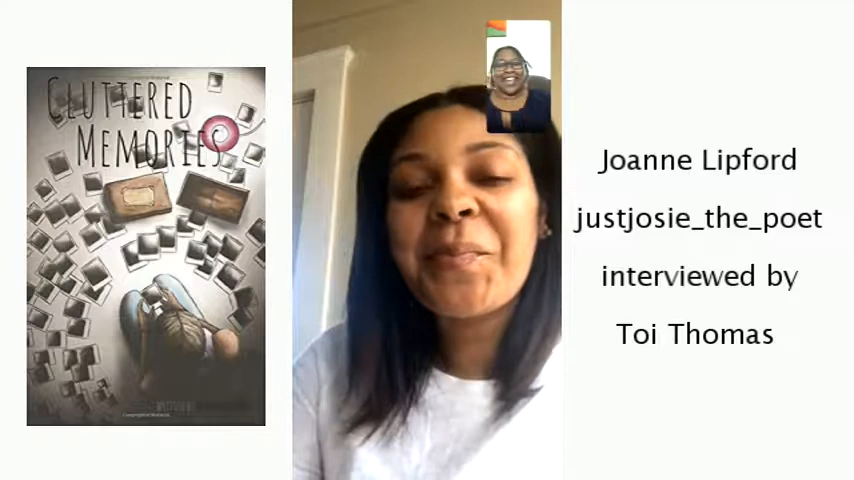 CLUTTERED
MEMORIES
Joanne Lipford
justjosie_the_poet
interviewed by
Toi Thomas